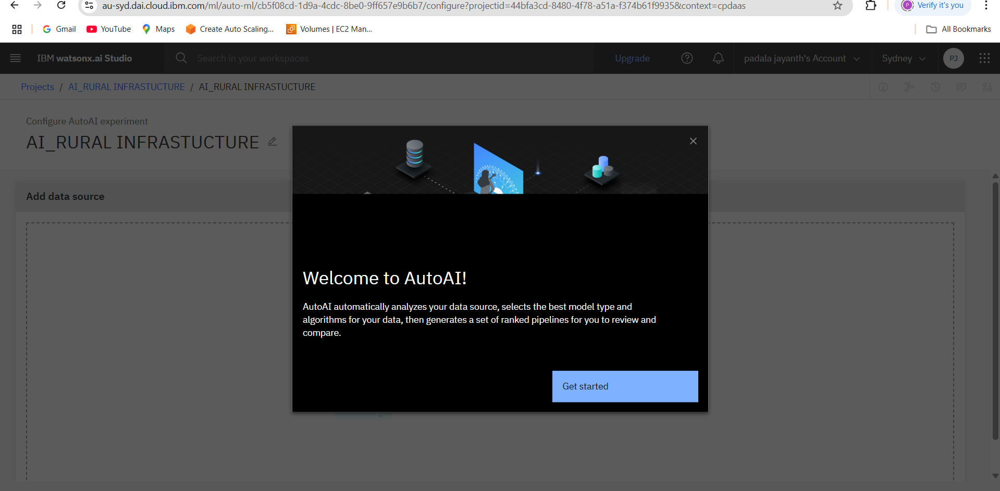 au-syd.dai.cloud.ibm.com/ml/auto-ml/cb5f08cd-1d9a-4cdc-8be0-9ff657e9b6b7/configure?projectid=44bfa3cd-8480-4f78-a51a-f374b61f9935&context=cpdaas
P Verify it's you
Gmail YouTube Maps Create Auto Scaling... Volumes | EC2 Man... All Bookmarks
IBM watsonx.ai Studio Search in your workspaces Upgrade padala jayanth's Account Sydney PJ
Projects / AI_RURAL INFRASTUCTURE / AI_RURAL INFRASTUCTURE
Configure AutoAI experiment
AI_RURAL INFRASTUCTURE
Add data source
Welcome to AutoAI!
AutoAI automatically analyzes your data source, selects the best model type and
algorithms for your data, then generates a set of ranked pipelines for you to review and
compare.
Get started